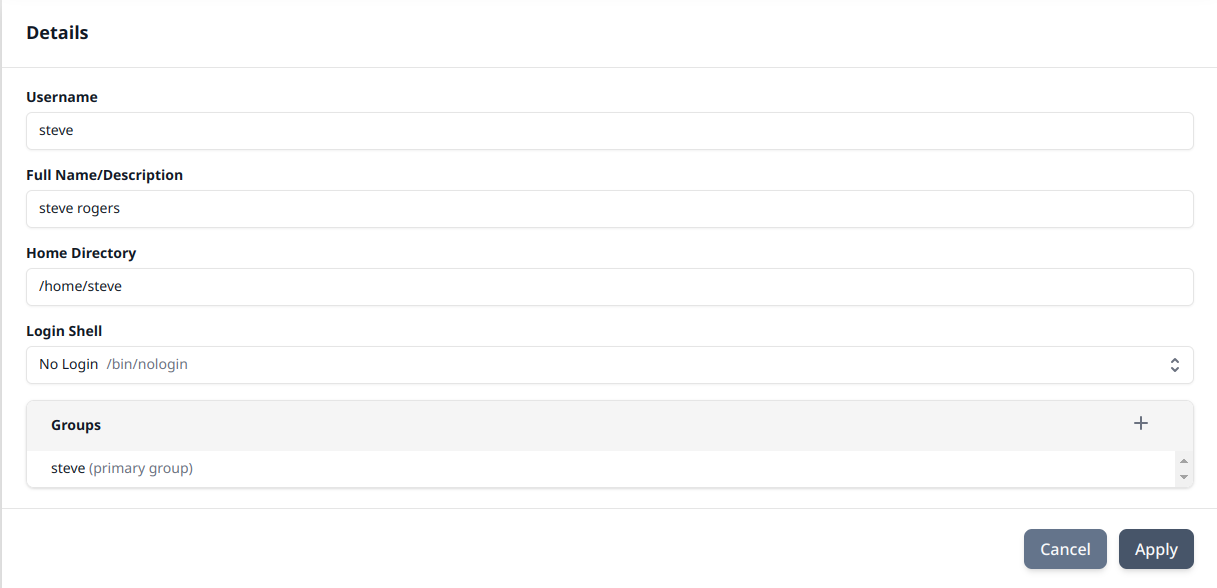 Details
Username
steve
Full Name/Description
steve rogers
Home Directory
/home/steve
Login Shell
No Login /bin/nologin
Groups
steve (primary group)
Cancel Apply